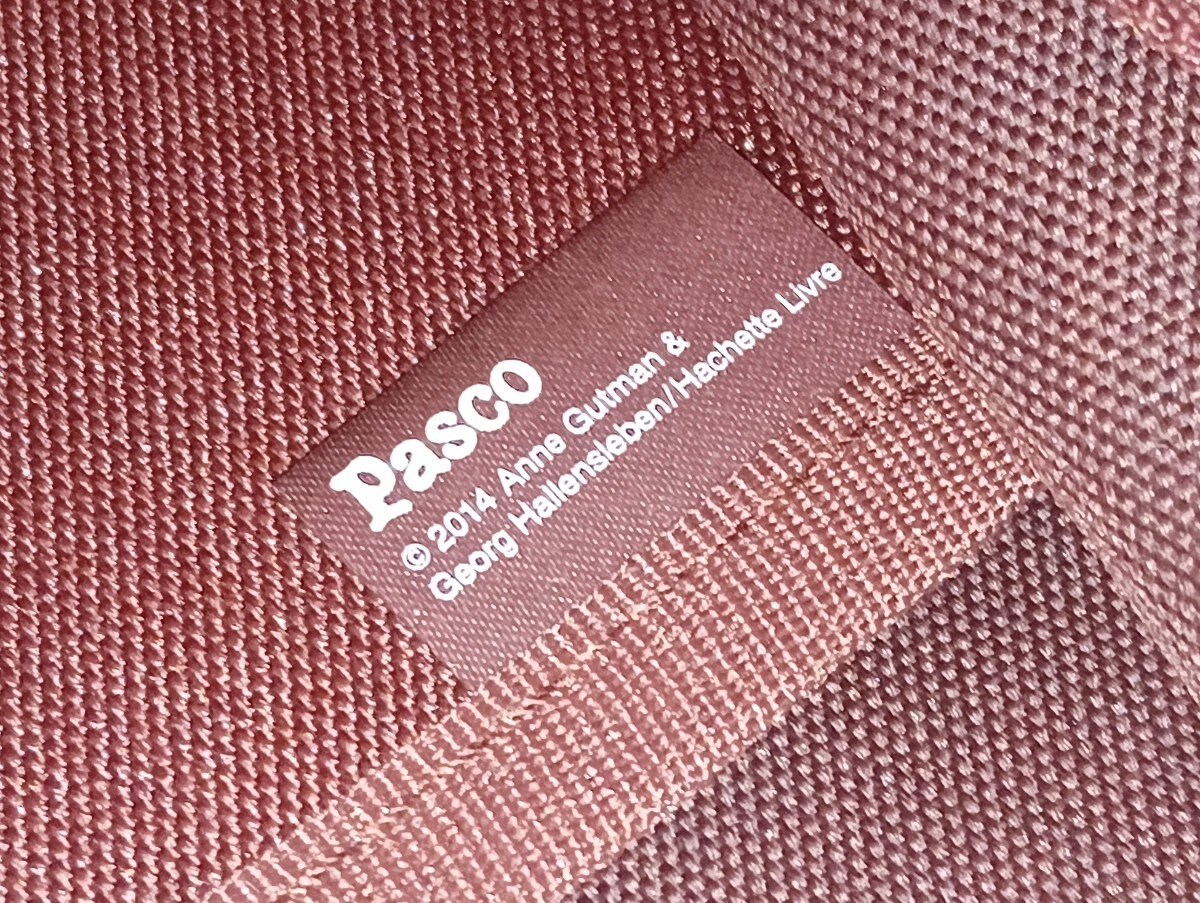 Pasco
© 2014 Anne Gutman &
Georg Hallensleben/Hachette Livre